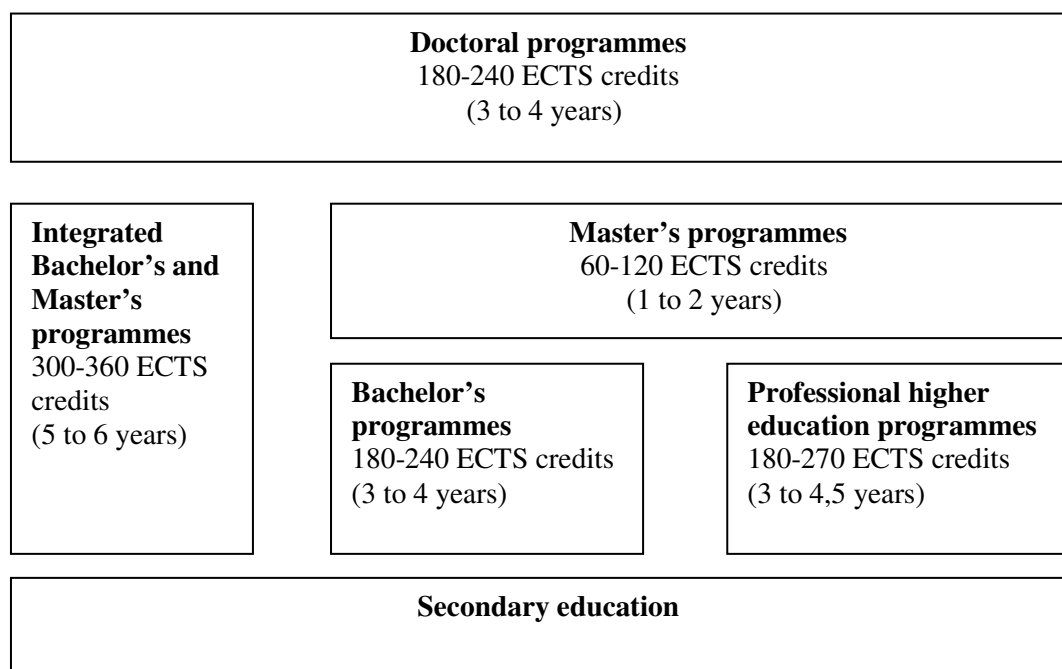 Doctoral programmes
180-240 ECTS credits
(3 to 4 years)
Integrated
Bachelor’s and
Master’s
programmes
300-360 ECTS
credits
(5 to 6 years)
Master’s programmes
60-120 ECTS credits
(1 to 2 years)
Bachelor’s
programmes
180-240 ECTS credits
(3 to 4 years)
Professional higher
education programmes
180-270 ECTS credits
(3 to 4,5 years)
Secondary education